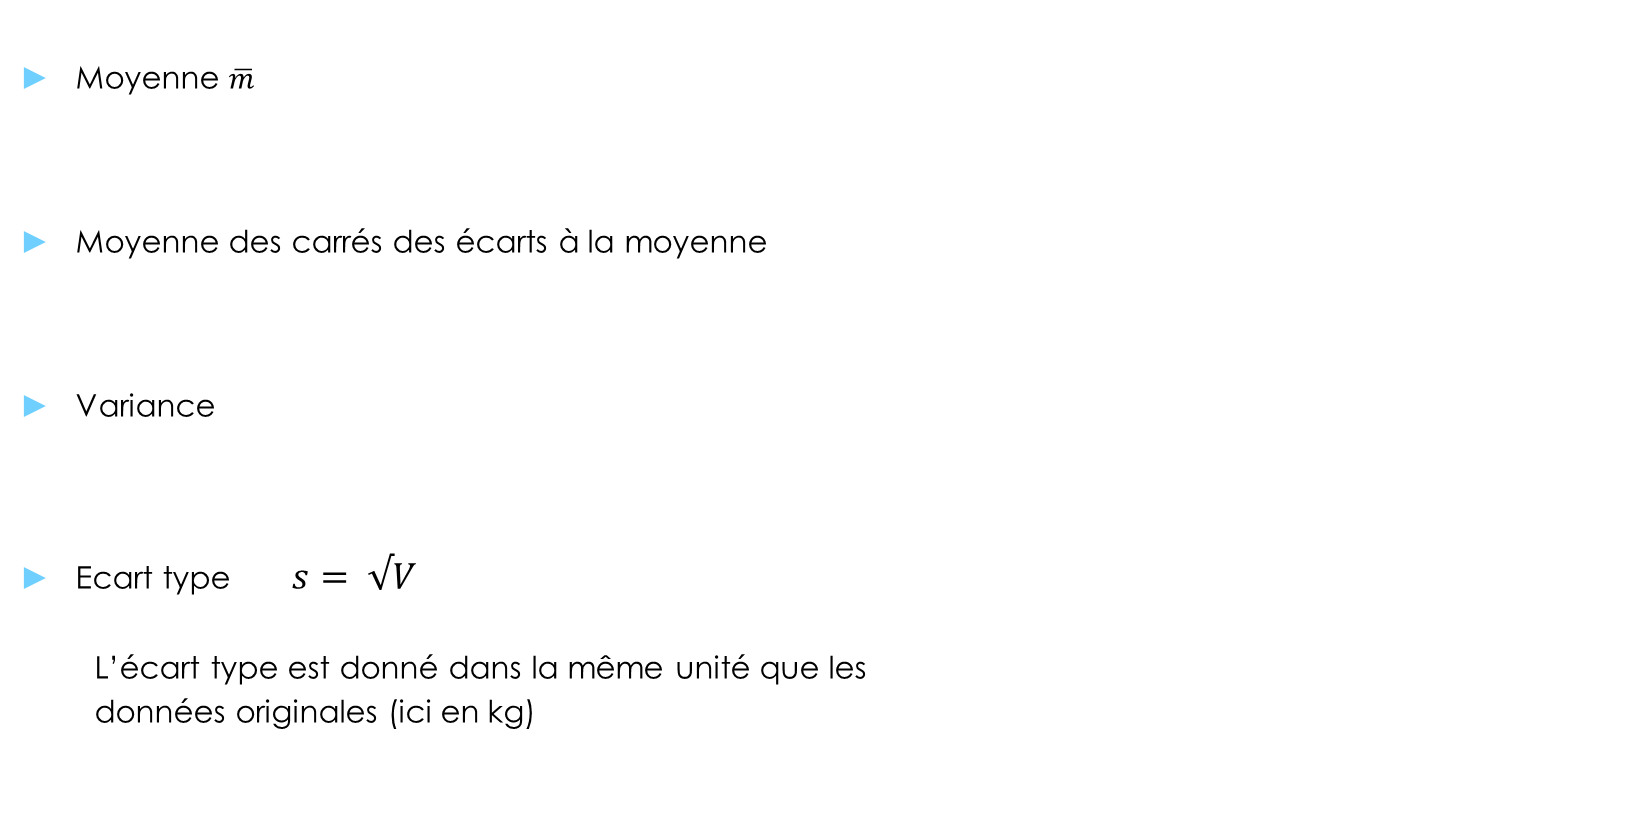 ► Moyenne m̅
► Moyenne des carrés des écarts à la moyenne
► Variance
► Ecart type s = √V
L’écart type est donné dans la même unité que les
données originales (ici en kg)